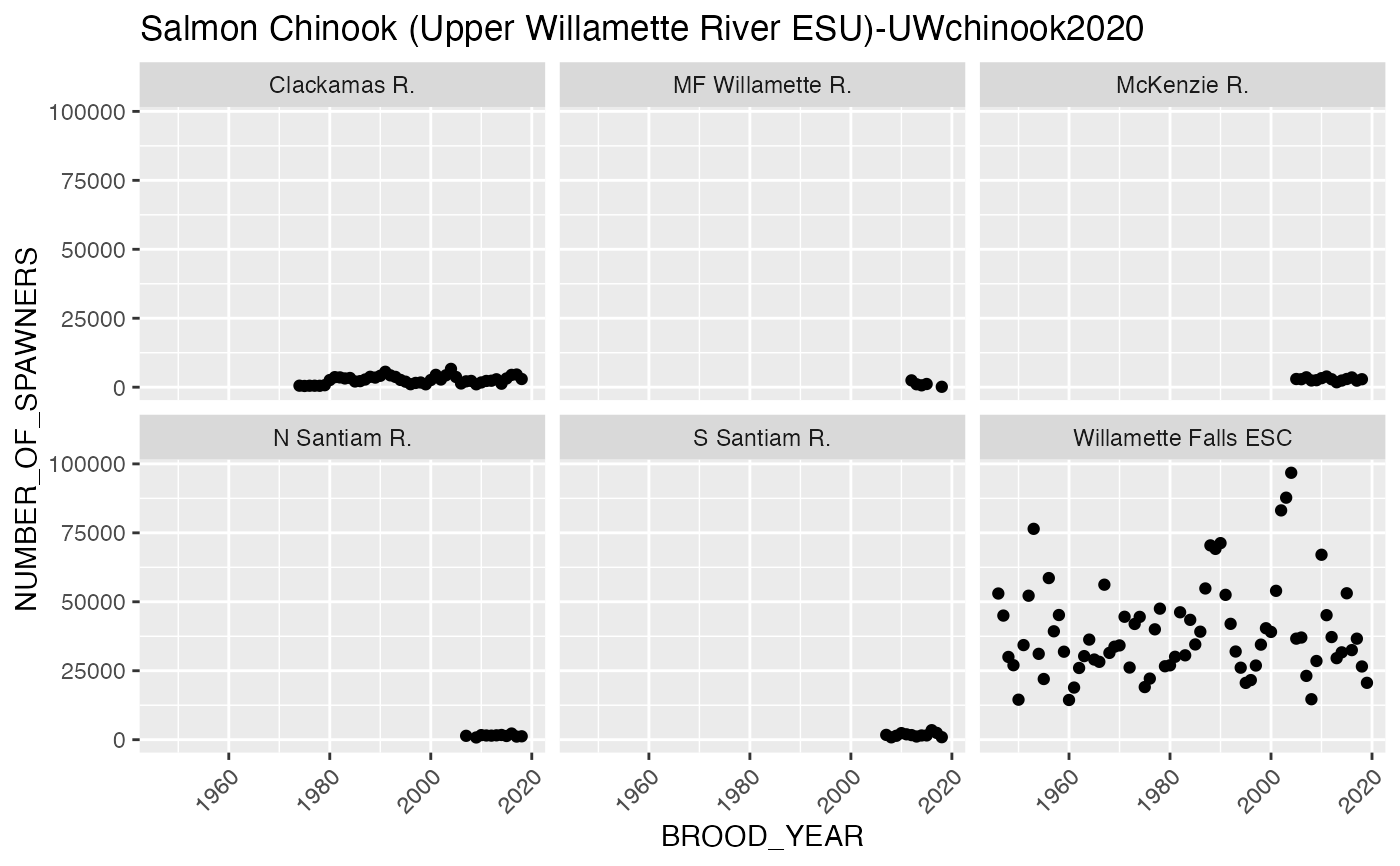 Salmon Chinook (Upper Willamette River ESU)-UWchinook2020
Clackamas R.
MF Willamette R.
McKenzie R.
100000
75000
50000
25000
0
N Santiam R.
S Santiam R.
Willamette Falls ESC
100000
75000
50000
25000
0
NUMBER_OF_SPAWNERS
1960
1980
2000
2020
1960
1980
2000
2020
1960
1980
2000
2020
BROOD_YEAR